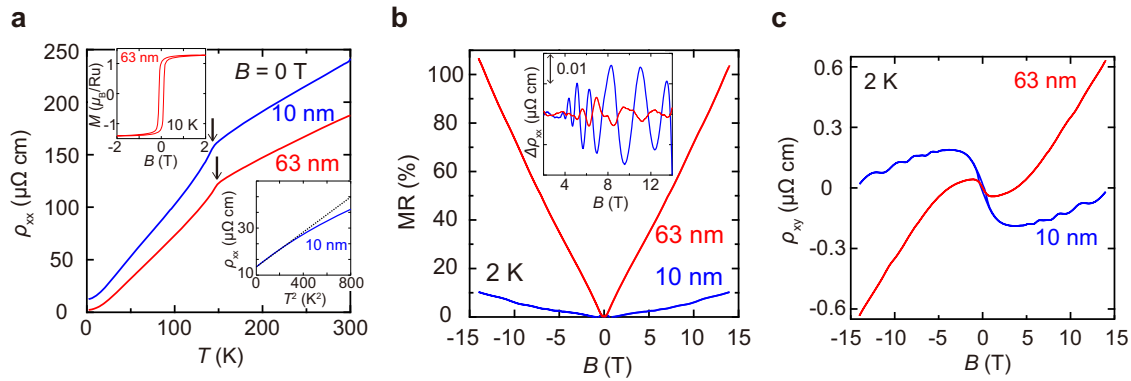 a
250
200
150
100
50
0
0
50
100
150
200
250
300
ρxx (μΩ cm)
T (K)
B = 0 T
10 nm
63 nm
63 nm
10 K
1
0
-1
M (μB/Ru)
-2
0
2
B (T)
30
10
ρxx (μΩ cm)
10 nm
0
400
800
T² (K²)
b
100
80
60
40
20
0
MR (%)
-15
-10
-5
0
5
10
15
B (T)
2 K
63 nm
10 nm
0.01
Δρxx (μΩ cm)
4
8
12
B (T)
c
0.6
0.3
0
-0.3
-0.6
ρxy (μΩ cm)
-15
-10
-5
0
5
10
15
B (T)
2 K
63 nm
10 nm